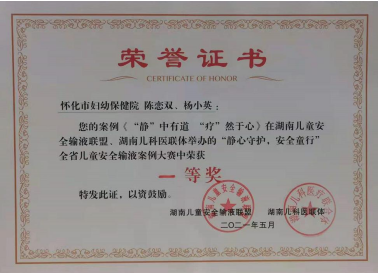 荣誉证书
CERTIFICATE OF HONOR
怀化市妇幼保健院 陈恋双、杨小英：
您的案例《“静”中有道 “疗”然于心》在湖南儿童安
全输液联盟、湖南儿科医联体举办的“静心守护，安全童行”
全省儿童安全输液案例大赛中荣获
一等奖
特发此证，以资鼓励。
湖南儿童安全输液联盟 湖南儿科医联体
二〇二一年五月